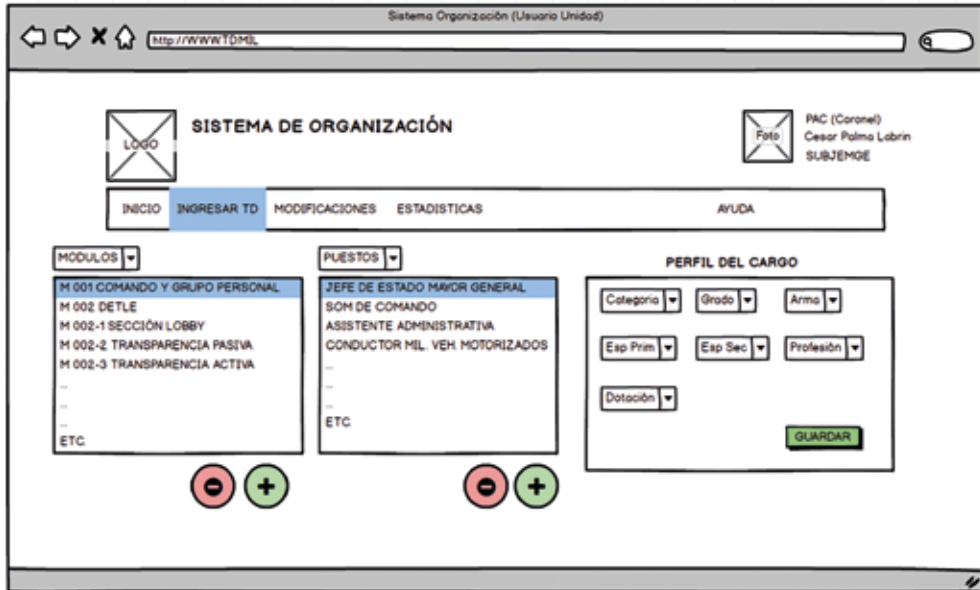 Sistema Organización (Usuario Unidad)
http://WWW.TDMIL
LOGO
SISTEMA DE ORGANIZACIÓN
Foto
PAC (Coronel)
Cesar Palma Labrin
SUBJEMGE
INICIO INGRESAR TD MODIFICACIONES ESTADISTICAS AYUDA
MODULOS
M 001 COMANDO Y GRUPO PERSONAL
M 002 DETLE
M 002-1 SECCIÓN LOBBY
M 002-2 TRANSPARENCIA PASIVA
M 002-3 TRANSPARENCIA ACTIVA
...
...
...
ETC.
PUESTOS
JEFE DE ESTADO MAYOR GENERAL
SOM DE COMANDO
ASISTENTE ADMINISTRATIVA
CONDUCTOR MIL. VEH. MOTORIZADOS
...
...
...
ETC.
PERFIL DEL CARGO
Categoria Grado Arma
Esp Prim Esp Sec Profesión
Dotación
GUARDAR